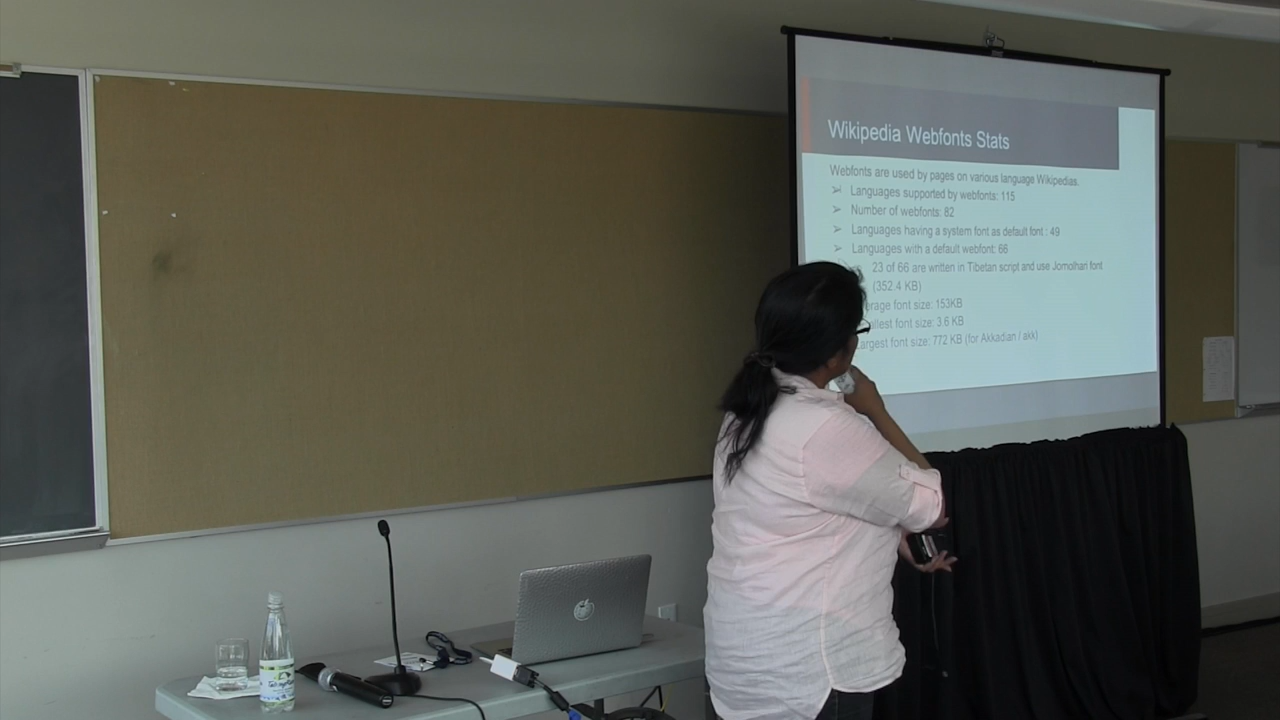 Wikipedia Webfonts Stats
Webfonts are used by pages on various language Wikipedias.
➢ Languages supported by webfonts: 115
➢ Number of webfonts: 82
➢ Languages having a system font as default font : 49
➢ Languages with a default webfont: 66
23 of 66 are written in Tibetan script and use Jomolhari font
(352.4 KB)
font size: 153KB
font size: 3.6 KB
argest font size: 772 KB (for Akkadian / akk)